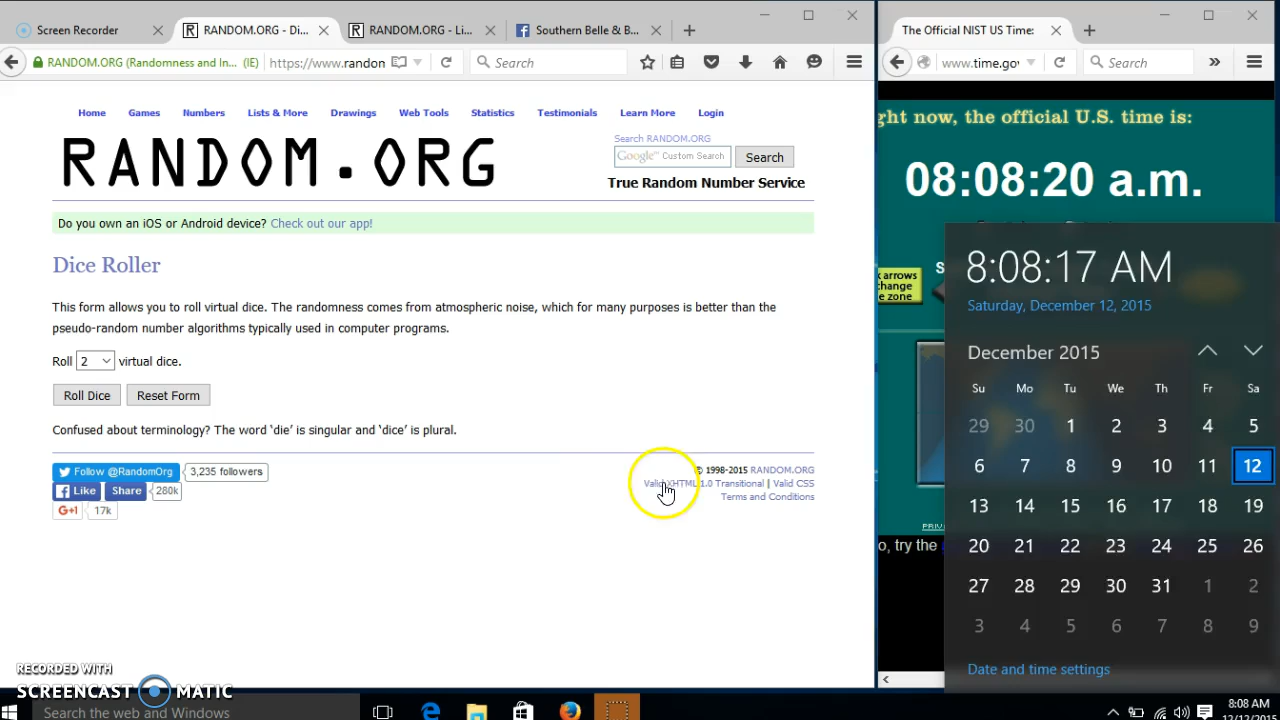 Screen Recorder
RANDOM.ORG - Di...
RANDOM.ORG - Li...
Southern Belle & B...
RANDOM.ORG (Randomness and In... (IE)
https://www.randon
Search
Home Games Numbers Lists & More Drawings Web Tools Statistics Testimonials Learn More Login
RANDOM.ORG
Search RANDOM.ORG
Google™ Custom Search
Search
True Random Number Service
Do you own an iOS or Android device? Check out our app!
Dice Roller
This form allows you to roll virtual dice. The randomness comes from atmospheric noise, which for many purposes is better than the
pseudo-random number algorithms typically used in computer programs.
Roll 2 virtual dice.
Roll Dice Reset Form
Confused about terminology? The word ‘die’ is singular and ‘dice’ is plural.
Follow @RandomOrg 3,235 followers
Like Share 280k
G+1 17k
© 1998-2015 RANDOM.ORG
Valid XHTML 1.0 Transitional | Valid CSS
Terms and Conditions
RECORDED WITH
SCREENCAST MATIC
Search the web and Windows
The Official NIST US Time:
www.time.gov
Search
ght now, the official U.S. time is:
08:08:20 a.m.
k arrows
change
e zone
S
PRIV
o, try the
8:08:17 AM
Saturday, December 12, 2015
December 2015
Su Mo Tu We Th Fr Sa
29 30 1 2 3 4 5
6 7 8 9 10 11 12
13 14 15 16 17 18 19
20 21 22 23 24 25 26
27 28 29 30 31 1 2
3 4 5 6 7 8 9
Date and time settings
8:08 AM
12/12/2015